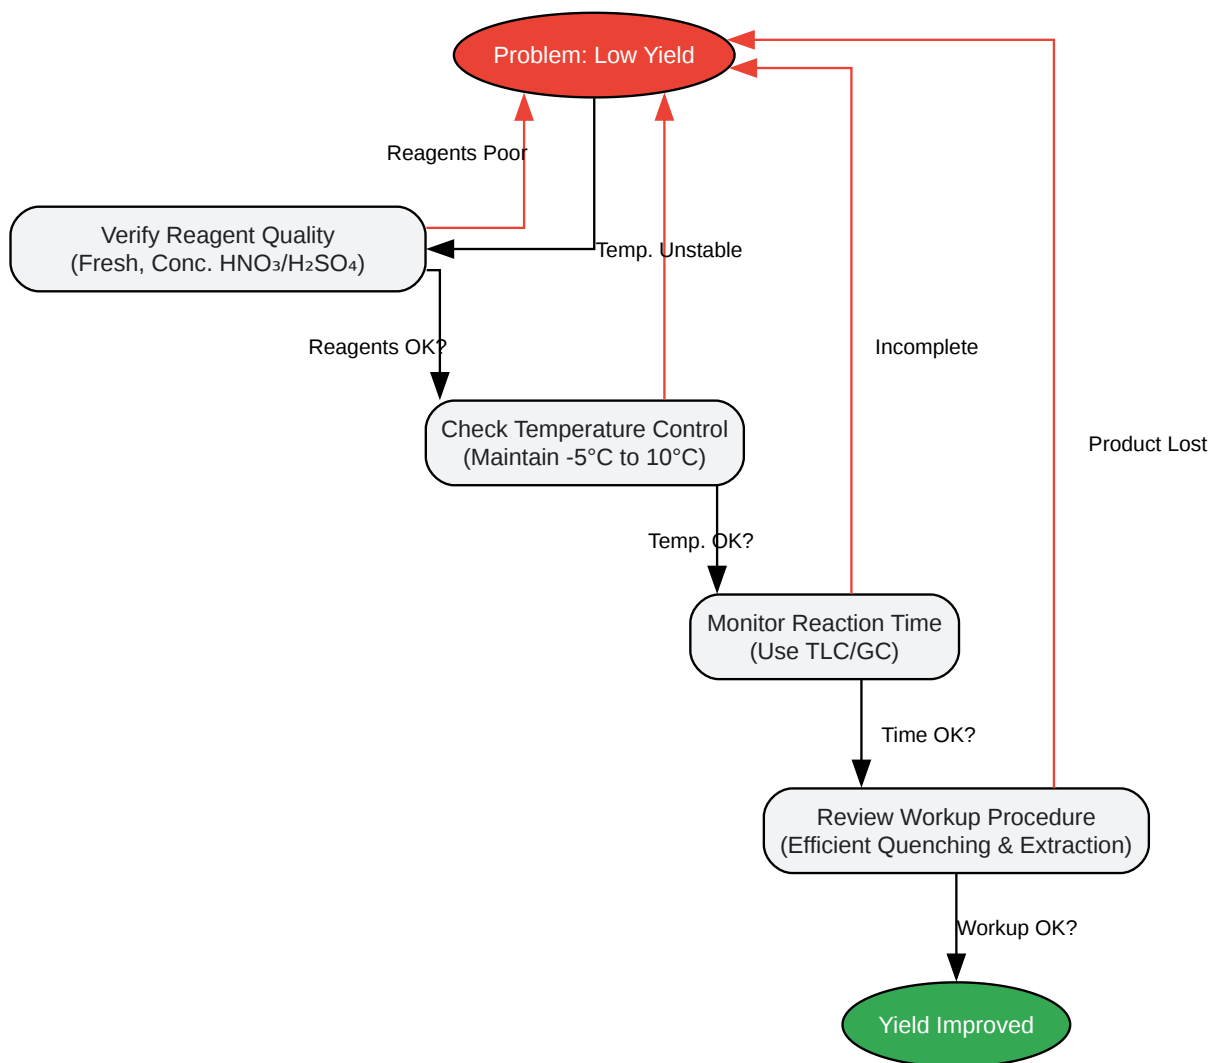 Problem: Low Yield
Reagents Poor
Verify Reagent Quality
(Fresh, Conc. HNO₃/H₂SO₄)
Temp. Unstable
Reagents OK?
Incomplete
Check Temperature Control
(Maintain -5°C to 10°C)
Product Lost
Temp. OK?
Monitor Reaction Time
(Use TLC/GC)
Time OK?
Review Workup Procedure
(Efficient Quenching & Extraction)
Workup OK?
Yield Improved